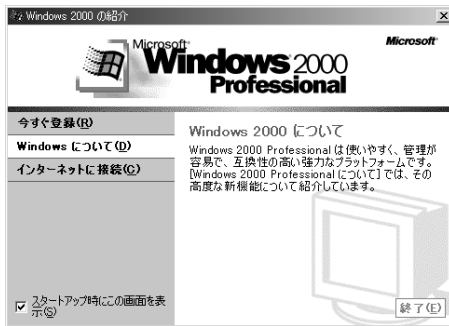 Windows 2000 の紹介
Microsoft
Microsoft
Windows 2000
Professional
今すぐ登録(R)
Windows について(D)
インターネットに接続(C)
Windows 2000 について
Windows 2000 Professional は使いやすく、管理が
容易で、互換性の高い強力なプラットフォームです。
[Windows 2000 Professional について] では、その
高度な新機能について紹介しています。
スタートアップ時にこの画面を表
示(S)
終了(E)